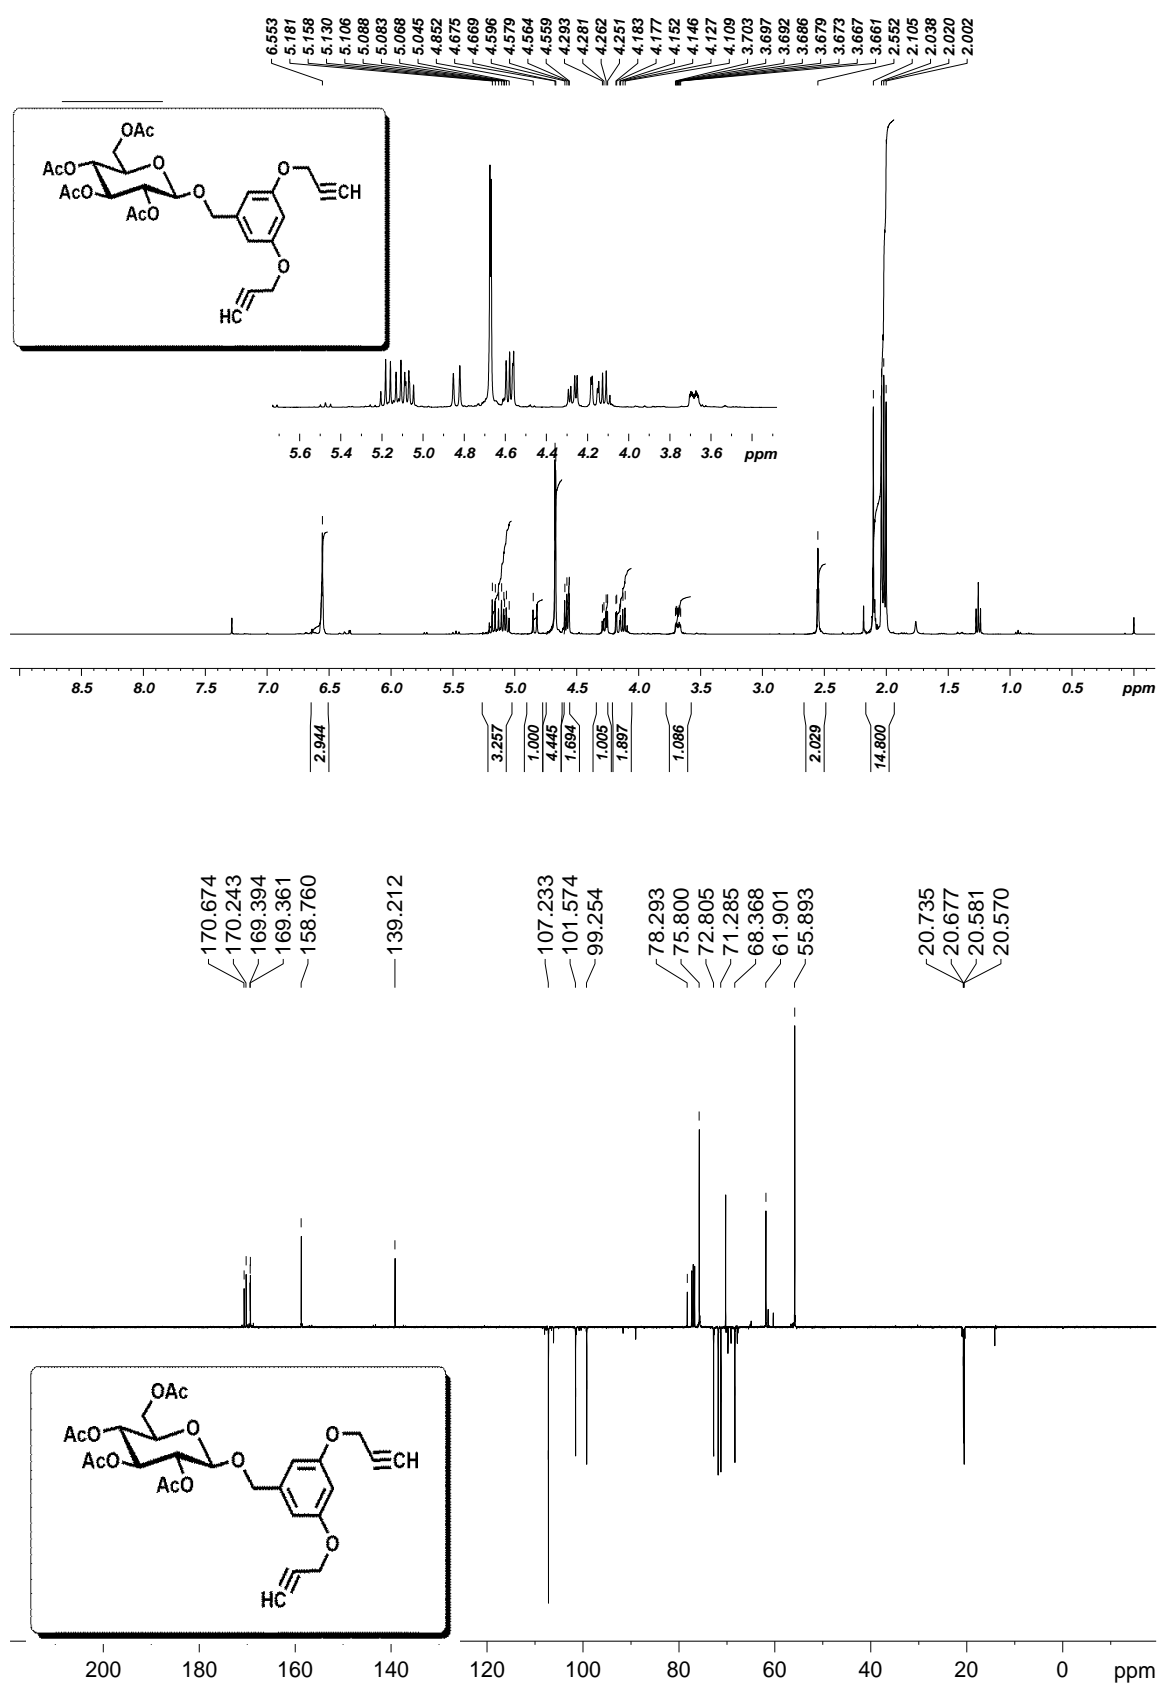 6.553 5.181 5.158 5.130 5.106 5.088 5.083 5.068 5.045 4.852 4.675 4.669 4.596 4.579 4.564 4.559 4.293 4.281 4.262 4.251 4.183 4.177 4.152 4.146 4.127 4.109 3.703 3.697 3.692 3.686 3.679 3.673 3.667 3.661 2.552 2.105 2.038 2.020 2.002
OAc
AcO O O
AcO O CH
AcO
O
HC
5.6 5.4 5.2 5.0 4.8 4.6 4.4 4.2 4.0 3.8 3.6 ppm
8.5 8.0 7.5 7.0 6.5 6.0 5.5 5.0 4.5 4.0 3.5 3.0 2.5 2.0 1.5 1.0 0.5 ppm
2.944 3.257 1.000 4.445 1.694 1.005 1.897 1.086 2.029 14.800
170.674 170.243 169.394 169.361 158.760 139.212 107.233 101.574 99.254 78.293 75.800 72.805 71.285 68.368 61.901 55.893 20.735 20.677 20.581 20.570
OAc
AcO O O
AcO O CH
AcO
O
HC
200 180 160 140 120 100 80 60 40 20 0 ppm